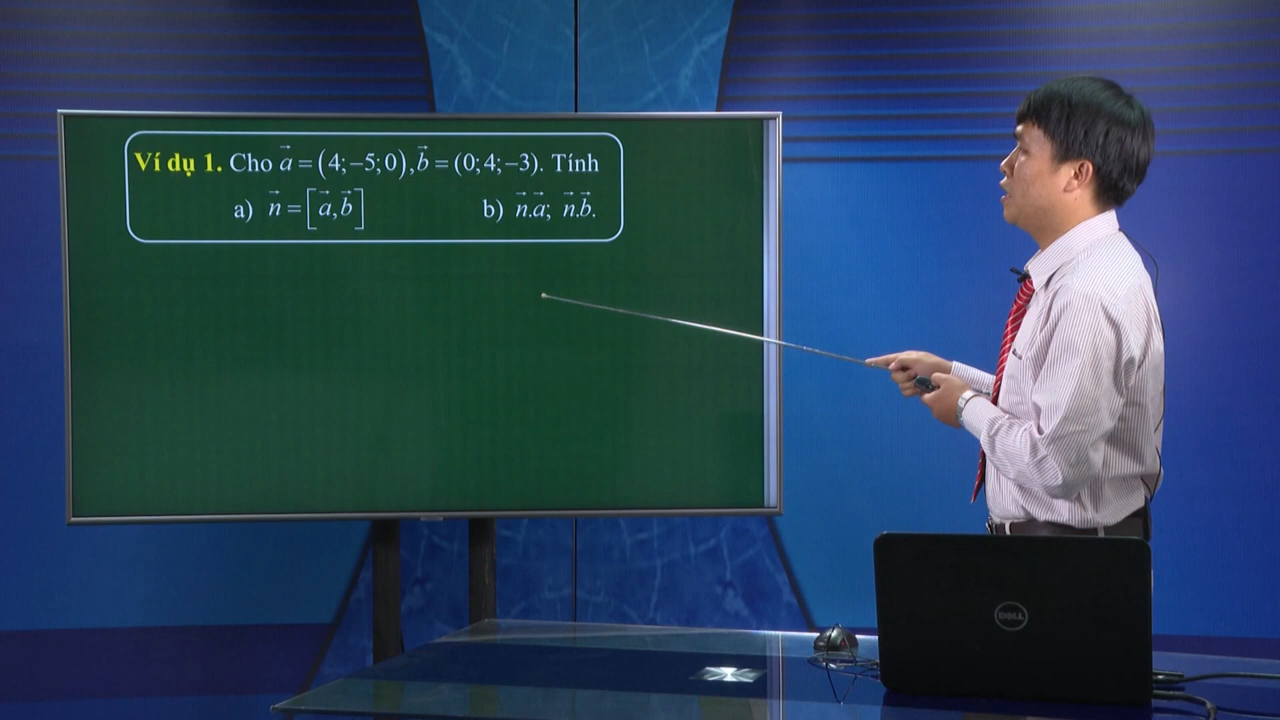 Ví dụ 1. Cho a⃗ = (4;−5;0), b⃗ = (0;4;−3). Tính
a) n⃗ = [a⃗,b⃗] b) n⃗.a⃗; n⃗.b⃗.
DELL